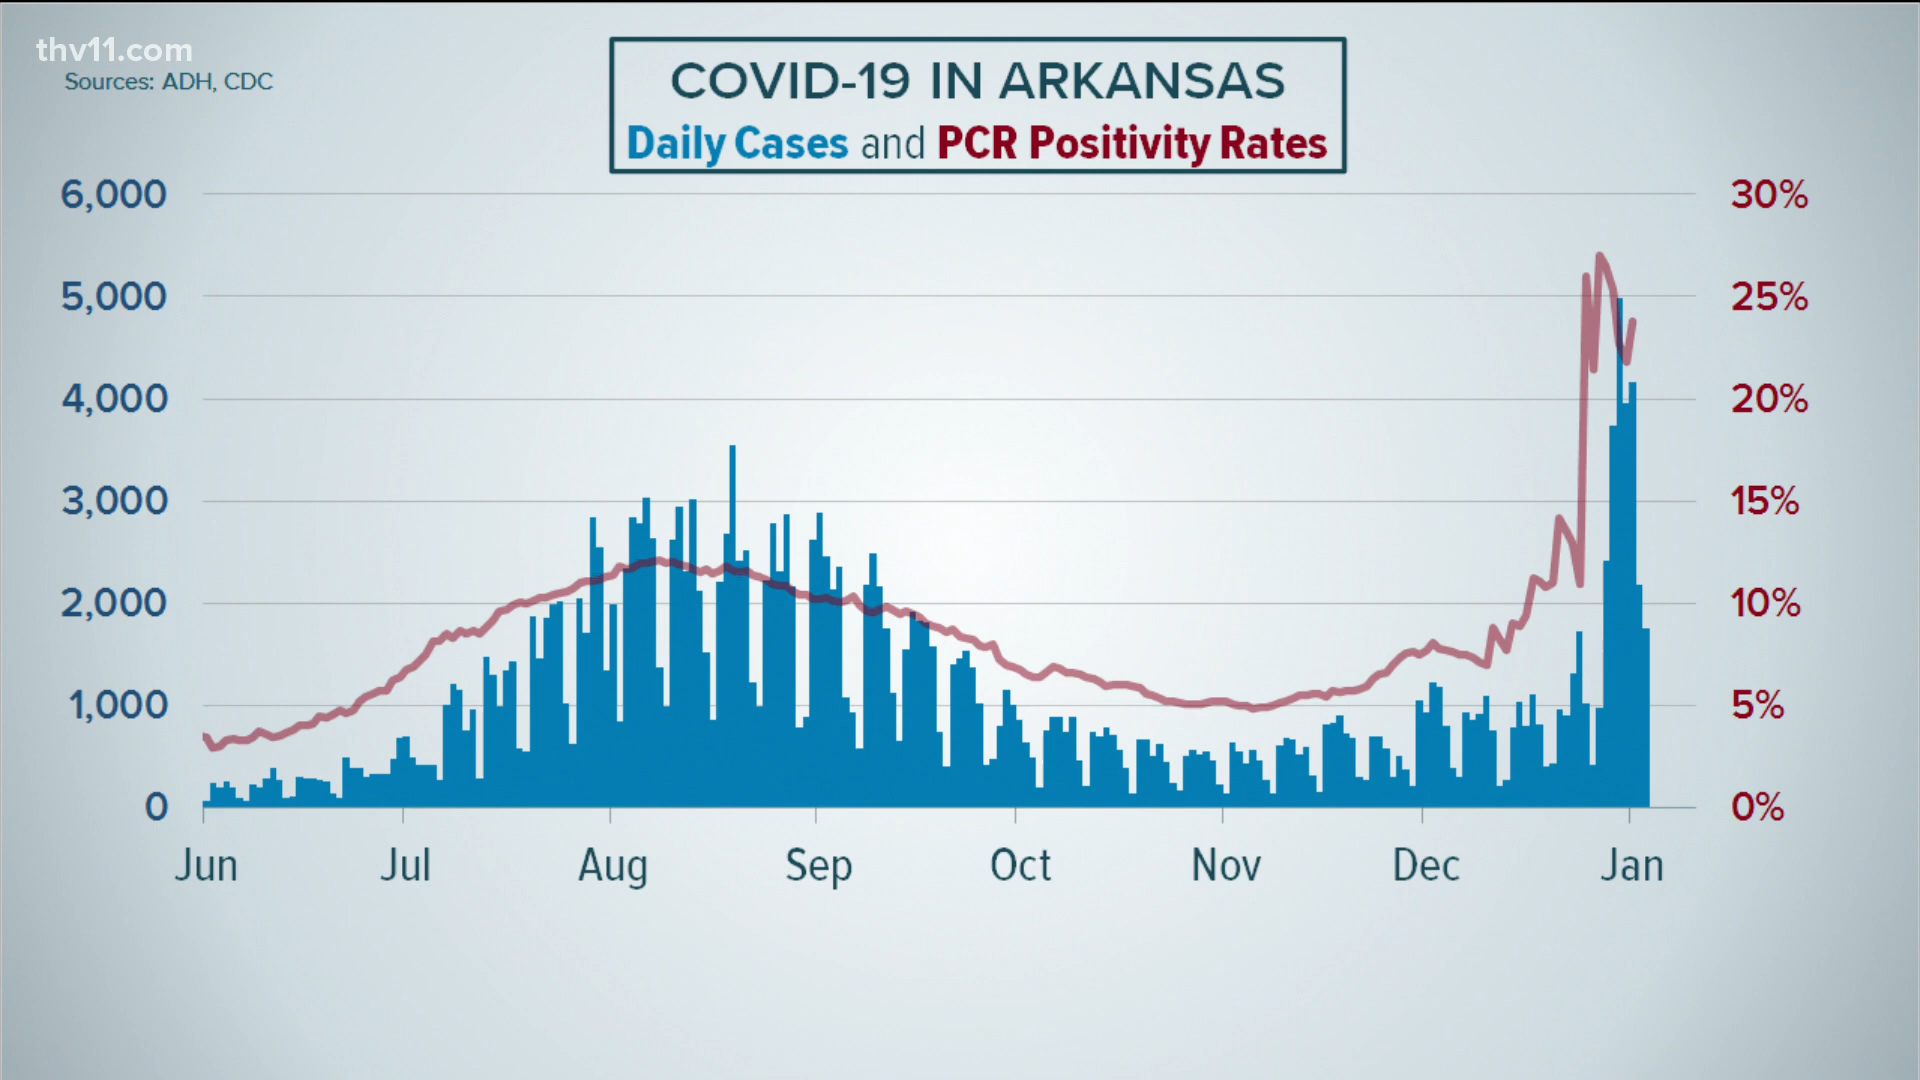 thv11.com
Sources: ADH, CDC
COVID-19 IN ARKANSAS
Daily Cases and PCR Positivity Rates
6,000
5,000
4,000
3,000
2,000
1,000
0
30%
25%
20%
15%
10%
5%
0%
Jun Jul Aug Sep Oct Nov Dec Jan